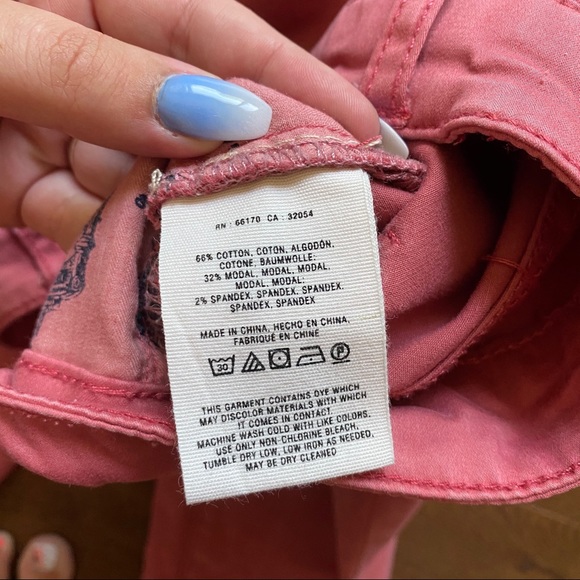 RN : 66170 CA : 32054
66% COTTON, COTON, ALGODÓN,
COTONE, BAUMWOLLE;
32% MODAL, MODAL, MODAL,
MODAL, MODAL;
2% SPANDEX, SPANDEX, SPANDEX,
SPANDEX, SPANDEX
MADE IN CHINA, HECHO EN CHINA,
FABRIQUÉ EN CHINE
30
THIS GARMENT CONTAINS DYE WHICH
MAY DISCOLOR MATERIALS WITH WHICH
IT COMES IN CONTACT.
MACHINE WASH COLD WITH LIKE COLORS.
USE ONLY NON-CHLORINE BLEACH.
TUMBLE DRY LOW, LOW IRON AS NEEDED.
MAY BE DRY CLEANED